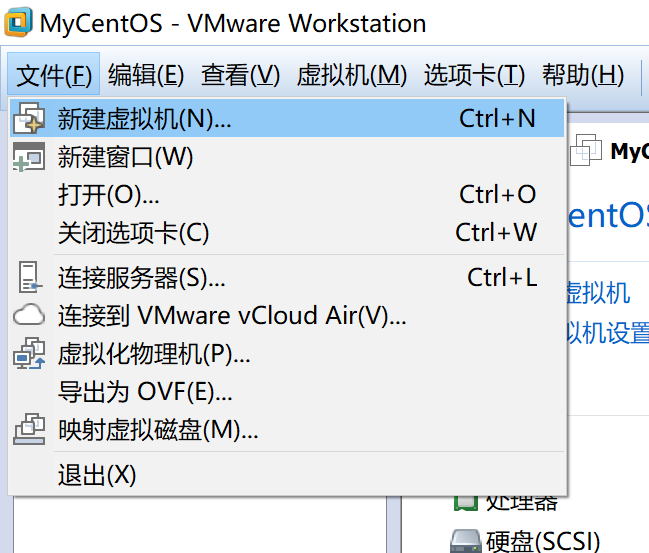 MyCentOS - VMware Workstation
文件(F) 编辑(E) 查看(V) 虚拟机(M) 选项卡(T) 帮助(H)
新建虚拟机(N)... Ctrl+N
新建窗口(W)
打开(O)... Ctrl+O
关闭选项卡(C) Ctrl+W
连接服务器(S)... Ctrl+L
连接到 VMware vCloud Air(V)...
虚拟化物理机(P)...
导出为 OVF(E)...
映射虚拟磁盘(M)...
退出(X)
MyC
entOS
虚拟机
拟机设置
处理器
硬盘(SCSI)